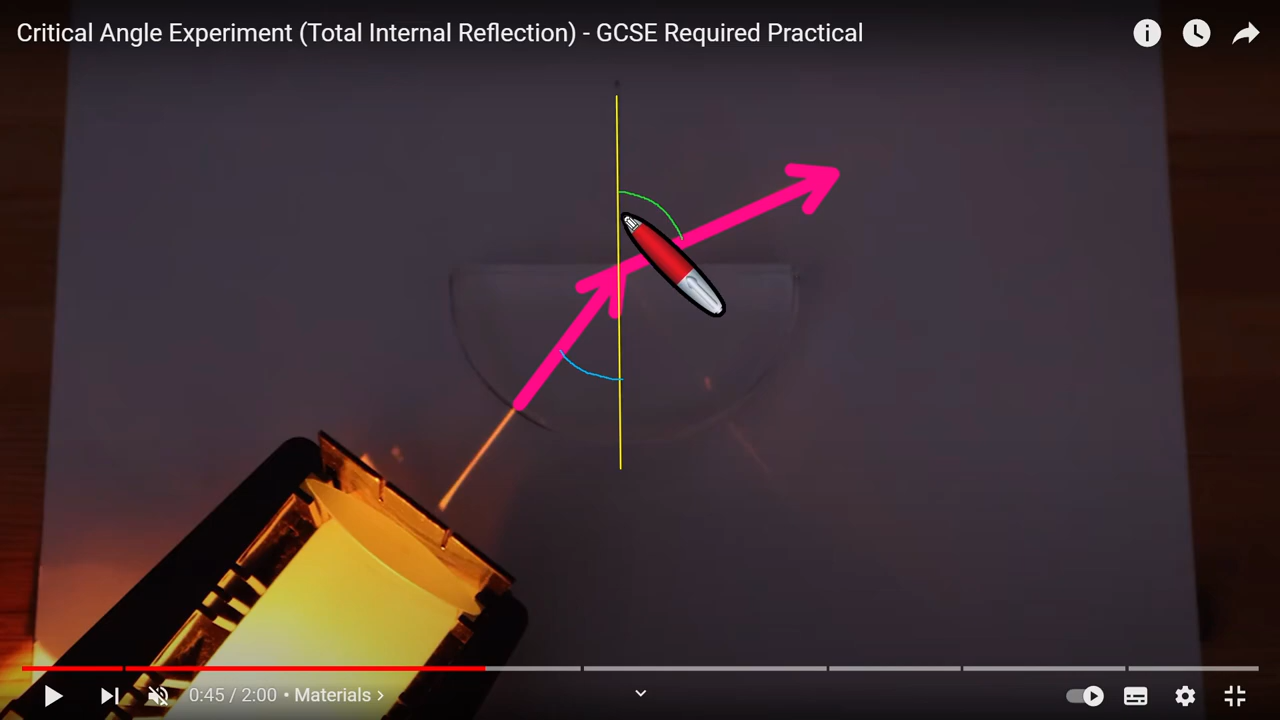 Critical Angle Experiment (Total Internal Reflection) - GCSE Required Practical
0:45 / 2:00 • Materials >